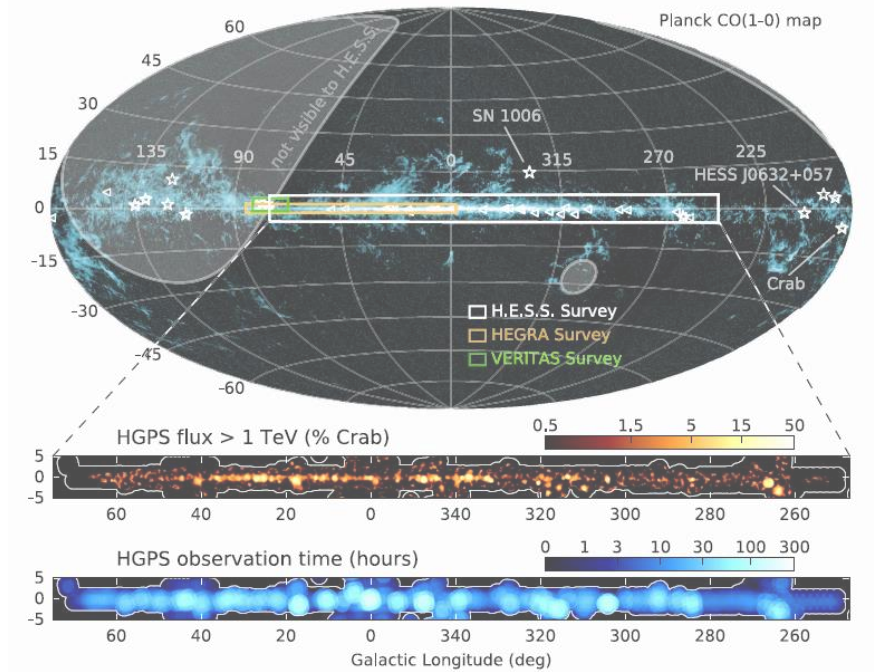 Planck CO(1-0) map
60
45
30
15
0
-15
-30
-45
-60
not visible to H.E.S.S.
135
90
45
0
315
270
225
SN 1006
HESS J0632+057
Crab
H.E.S.S. Survey
HEGRA Survey
VERITAS Survey
HGPS flux > 1 TeV (% Crab)
0.5 1.5 5 15 50
5
0
-5
60 40 20 0 340 320 300 280 260
HGPS observation time (hours)
0 1 3 10 30 100 300
5
0
-5
60 40 20 0 340 320 300 280 260
Galactic Longitude (deg)